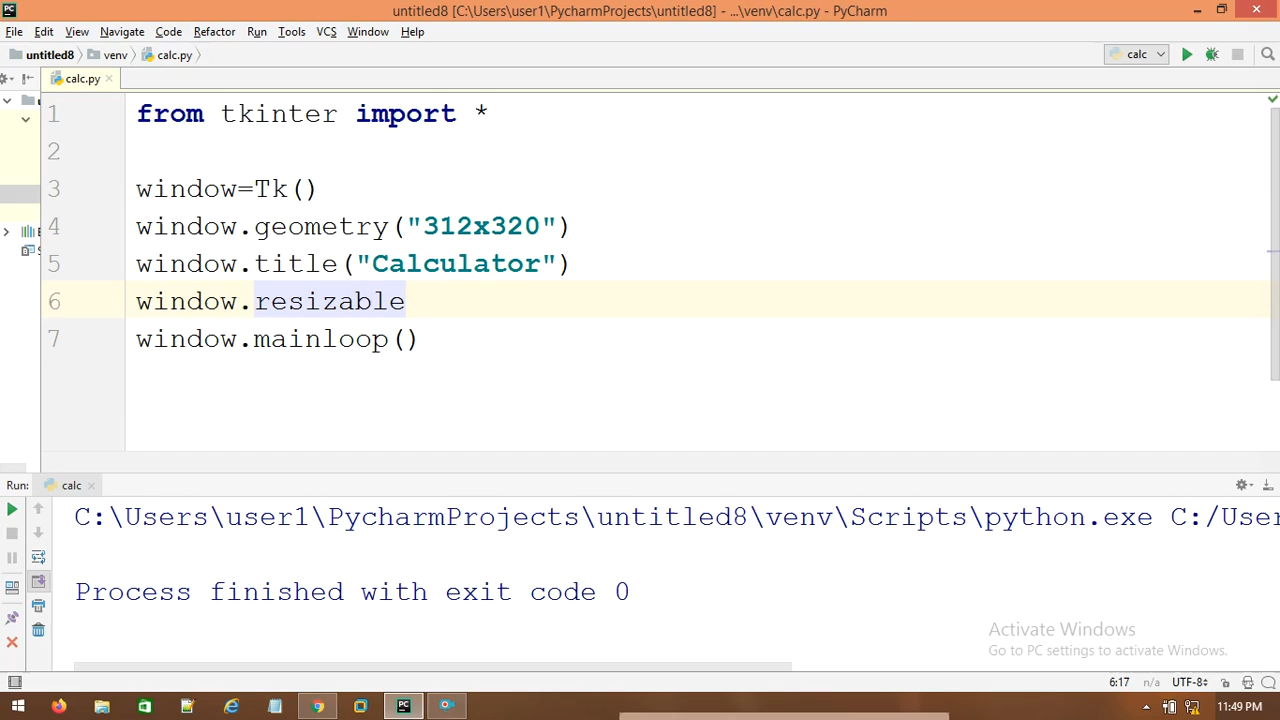 untitled8 [C:\Users\user1\PycharmProjects\untitled8] - ...\venv\calc.py - PyCharm
File Edit View Navigate Code Refactor Run Tools VCS Window Help
untitled8 venv calc.py calc
calc.py
1 from tkinter import *
2
3 window=Tk()
4 window.geometry("312x320")
5 window.title("Calculator")
6 window.resizable
7 window.mainloop()
Run: calc
C:\Users\user1\PycharmProjects\untitled8\venv\Scripts\python.exe C:/User
Process finished with exit code 0
Activate Windows
Go to PC settings to activate Windows.
6:17 n/a UTF-8
11:49 PM